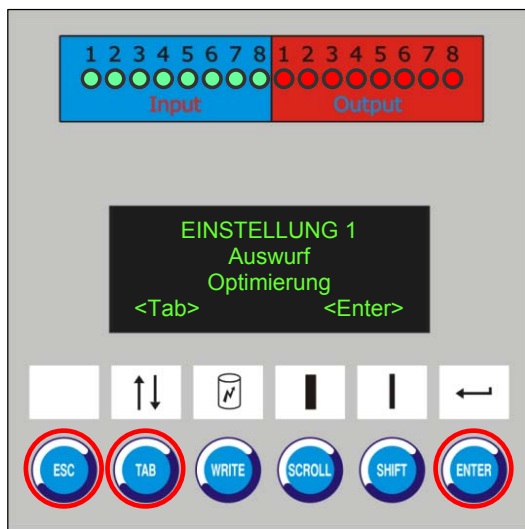 1 2 3 4 5 6 7 8 1 2 3 4 5 6 7 8
Input Output
EINSTELLUNG 1
Auswurf
Optimierung
<Tab> <Enter>
ESC TAB WRITE SCROLL SHIFT ENTER